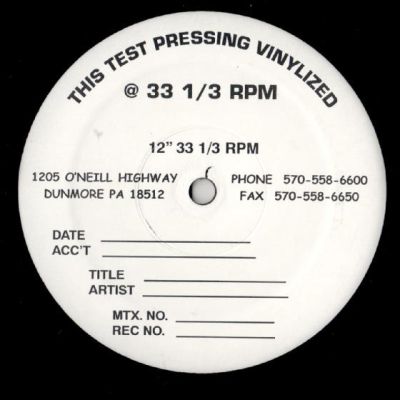 THIS TEST PRESSING VINYLIZED
@ 33 1/3 RPM
12" 33 1/3 RPM
1205 O'NEILL HIGHWAY PHONE 570-558-6600
DUNMORE PA 18512 FAX 570-558-6650
DATE
ACC'T
TITLE
ARTIST
MTX. NO.
REC NO.